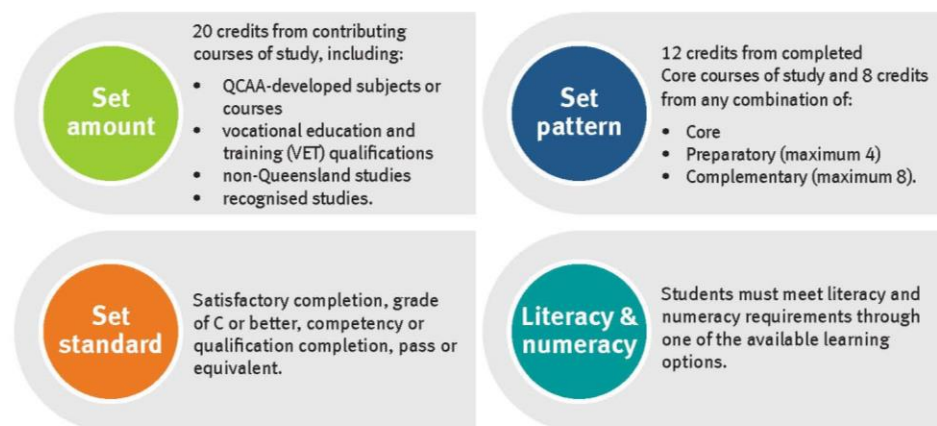 Set
amount
20 credits from contributing
courses of study, including:
• QCAA-developed subjects or
courses
• vocational education and
training (VET) qualifications
• non-Queensland studies
• recognised studies.
Set
pattern
12 credits from completed
Core courses of study and 8 credits
from any combination of:
• Core
• Preparatory (maximum 4)
• Complementary (maximum 8).
Set
standard
Satisfactory completion, grade
of C or better, competency or
qualification completion, pass or
equivalent.
Literacy &
numeracy
Students must meet literacy and
numeracy requirements through
one of the available learning
options.